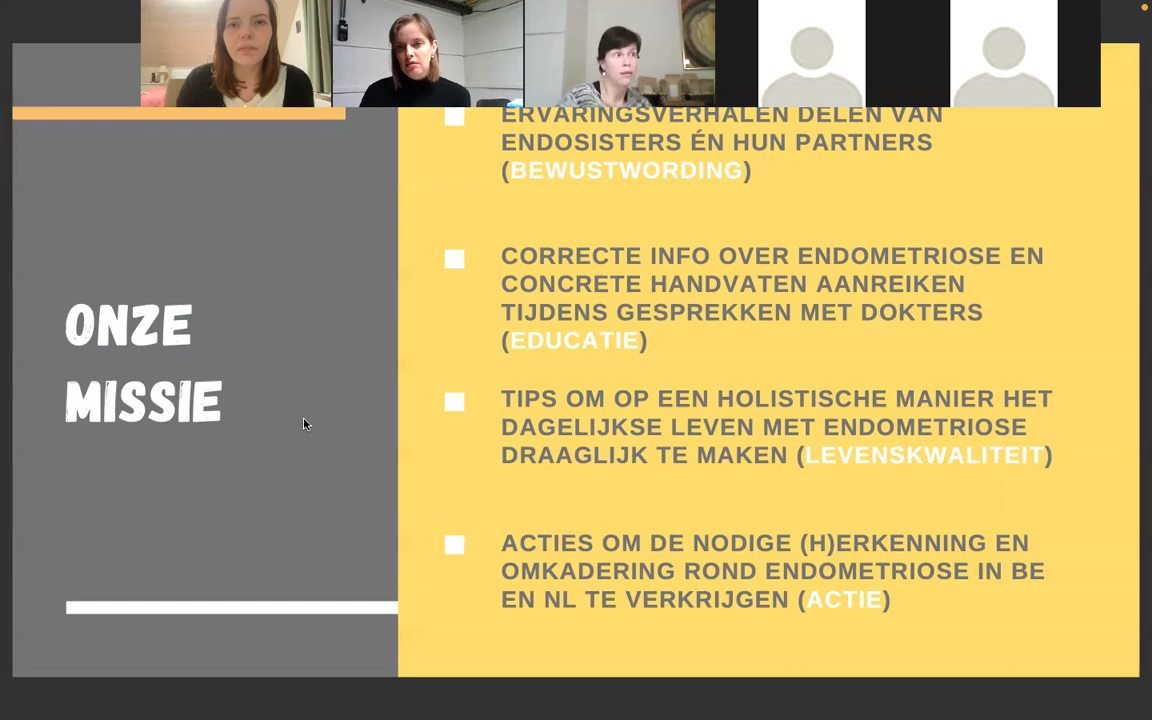 ERVARINGSVERHALEN DELEN VAN
ENDOSISTERS ÉN HUN PARTNERS
(BEWUSTWORDING)
CORRECTE INFO OVER ENDOMETRIOSE EN
CONCRETE HANDVATEN AANREIKEN
TIJDENS GESPREKKEN MET DOKTERS
(EDUCATIE)
ONZE
MISSIE
TIPS OM OP EEN HOLISTISCHE MANIER HET
DAGELIJKSE LEVEN MET ENDOMETRIOSE
DRAAGLIJK TE MAKEN (LEVENSKWALITEIT)
ACTIES OM DE NODIGE (H)ERKENNING EN
OMKADERING ROND ENDOMETRIOSE IN BE
EN NL TE VERKRIJGEN (ACTIE)